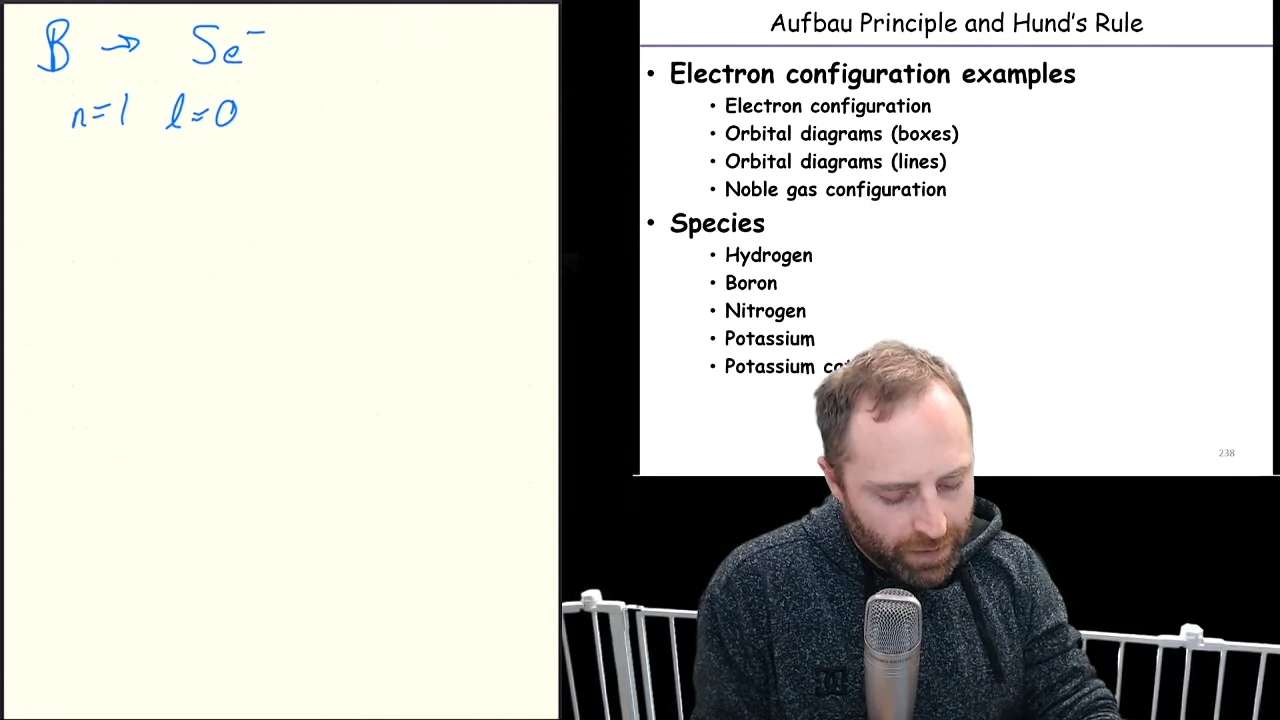 B → 5e⁻
n=1 l=0
Aufbau Principle and Hund's Rule
• Electron configuration examples
• Electron configuration
• Orbital diagrams (boxes)
• Orbital diagrams (lines)
• Noble gas configuration
• Species
• Hydrogen
• Boron
• Nitrogen
• Potassium
• Potassium
238